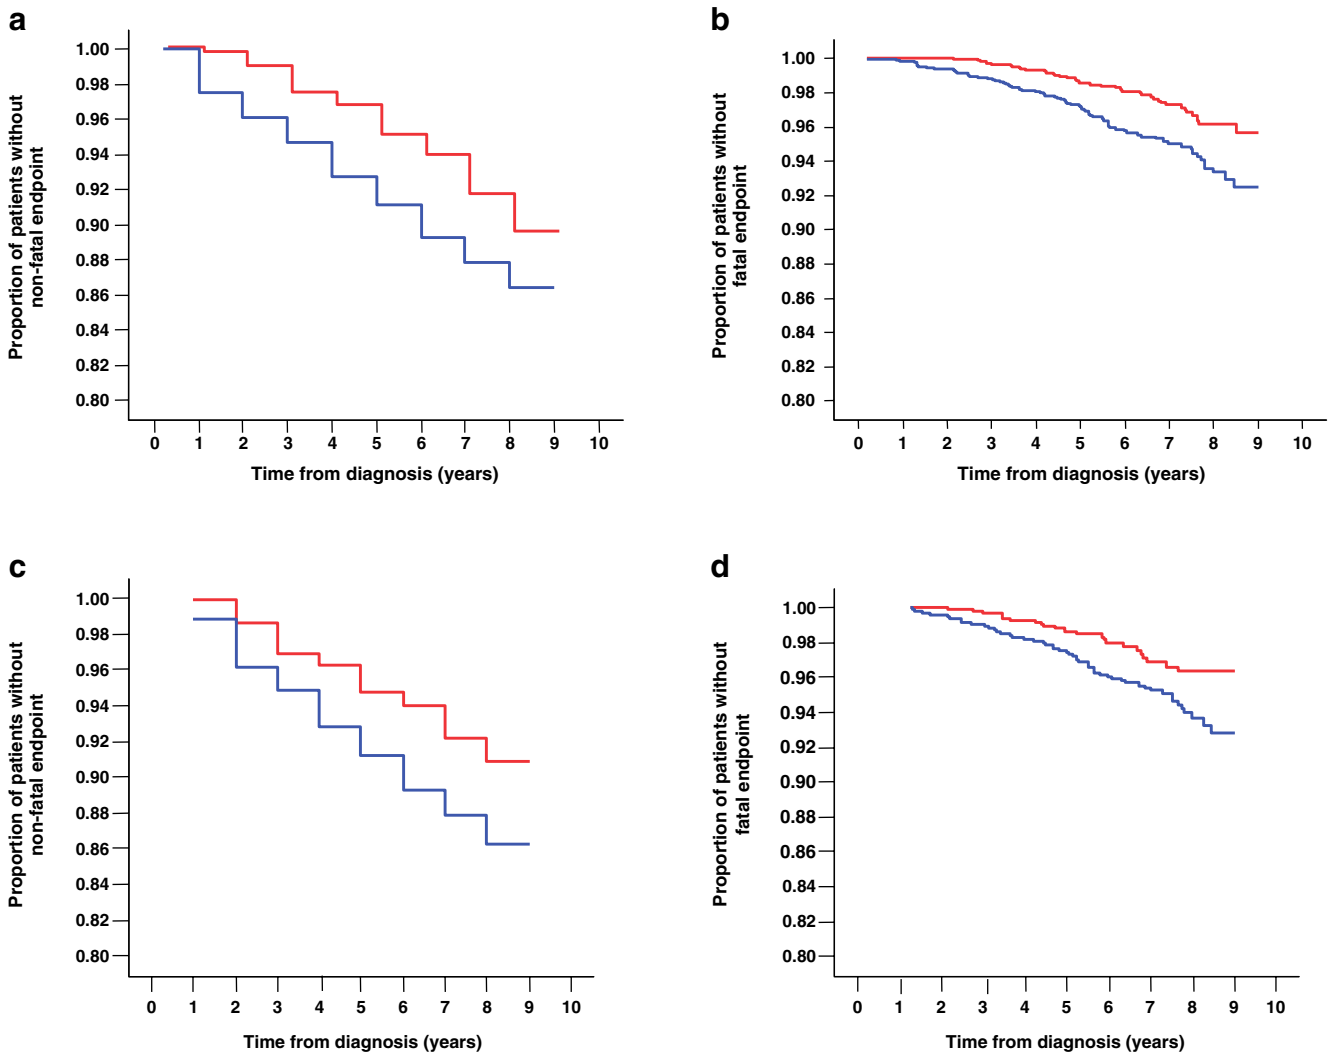 a
1.00
0.98
0.96
0.94
0.92
0.90
0.88
0.86
0.84
0.82
0.80
Proportion of patients without
non-fatal endpoint
0 1 2 3 4 5 6 7 8 9 10
Time from diagnosis (years)
b
1.00
0.98
0.96
0.94
0.92
0.90
0.88
0.86
0.84
0.82
0.80
Proportion of patients without
fatal endpoint
0 1 2 3 4 5 6 7 8 9 10
Time from diagnosis (years)
c
1.00
0.98
0.96
0.94
0.92
0.90
0.88
0.86
0.84
0.82
0.80
Proportion of patients without
non-fatal endpoint
0 1 2 3 4 5 6 7 8 9 10
Time from diagnosis (years)
d
1.00
0.98
0.96
0.94
0.92
0.90
0.88
0.86
0.84
0.82
0.80
Proportion of patients without
fatal endpoint
0 1 2 3 4 5 6 7 8 9 10
Time from diagnosis (years)